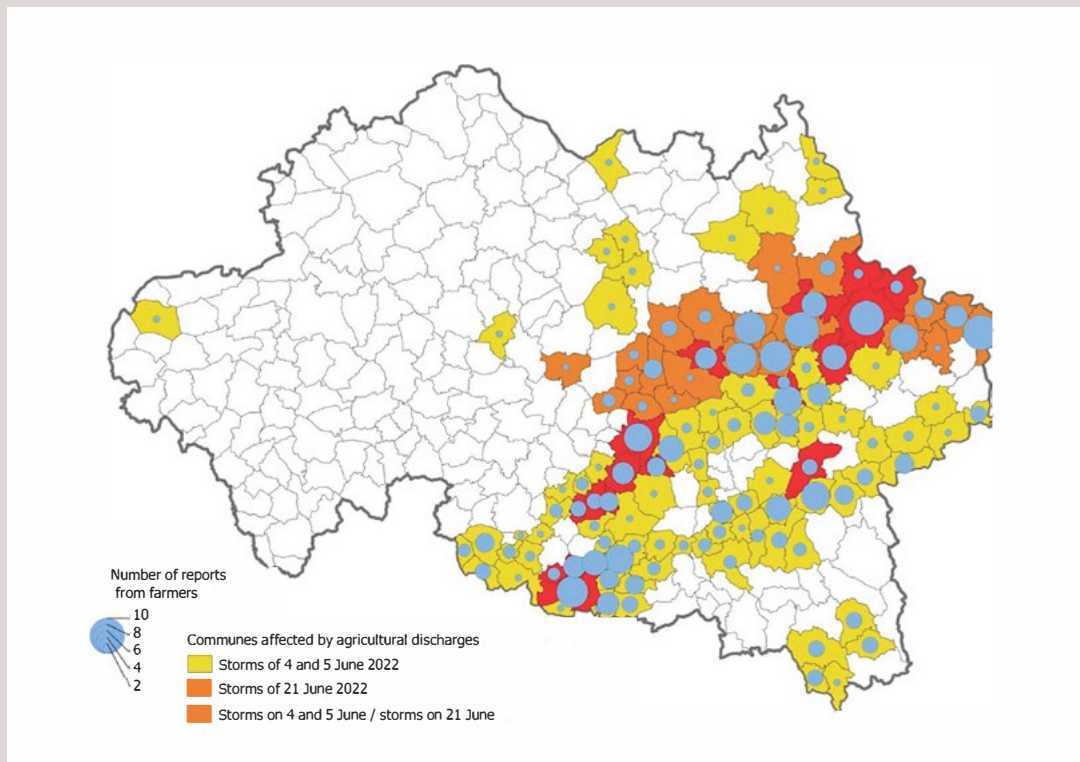 Number of reports
from farmers
10
8
6
4
2
Communes affected by agricultural discharges
Storms of 4 and 5 June 2022
Storms of 21 June 2022
Storms on 4 and 5 June / storms on 21 June